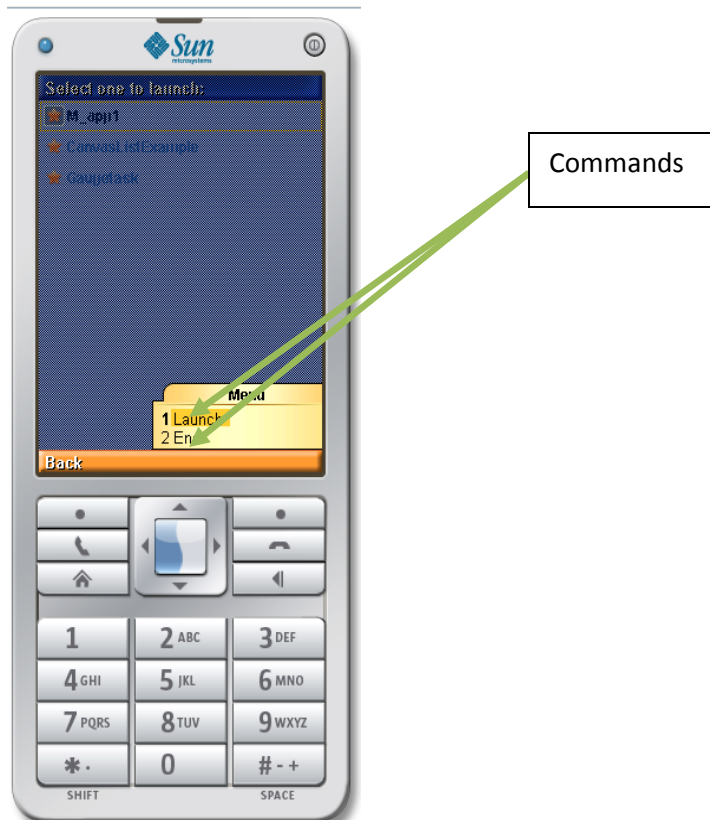 Sun
microsystems
Select one to launch:
M_app1
CanvasListExample
Gaugetask
Commands
Menu
1 Launch
2 En
Back
1
2 ABC
3 DEF
4 GHI
5 JKL
6 MNO
7 PQRS
8 TUV
9 WXYZ
* .
0
# - +
SHIFT
SPACE